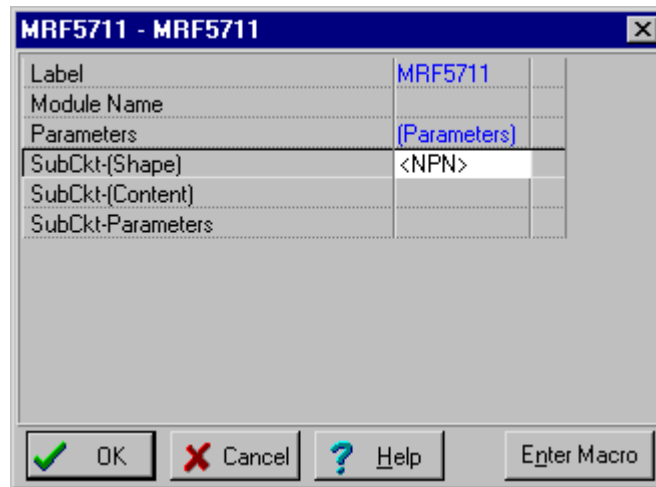 MRF5711 - MRF5711
Label MRF5711
Module Name
Parameters (Parameters)
SubCkt-(Shape) <NPN>
SubCkt-(Content)
SubCkt-Parameters
OK Cancel Help Enter Macro